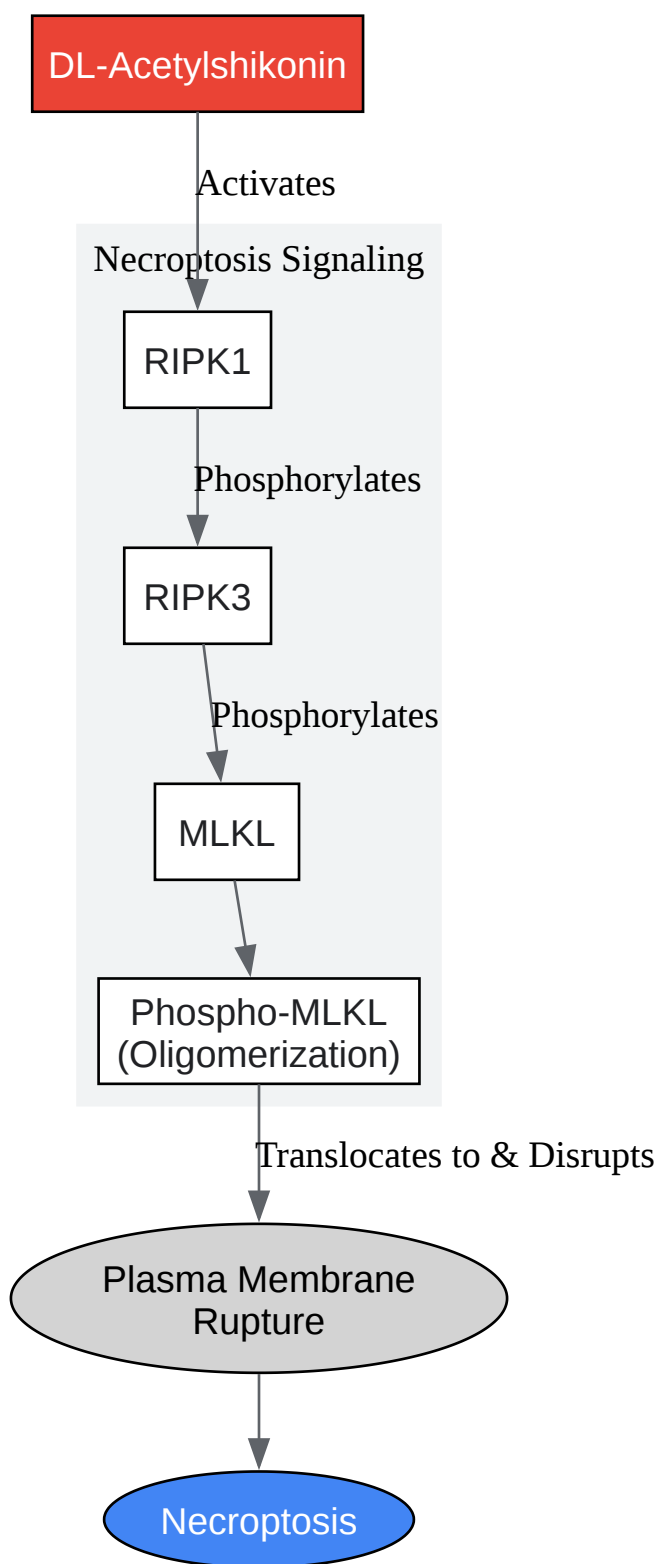 DL-Acetylshikonin
Activates
Necroptosis Signaling
RIPK1
Phosphorylates
RIPK3
Phosphorylates
MLKL
Phospho-MLKL
(Oligomerization)
Translocates to & Disrupts
Plasma Membrane
Rupture
Necroptosis